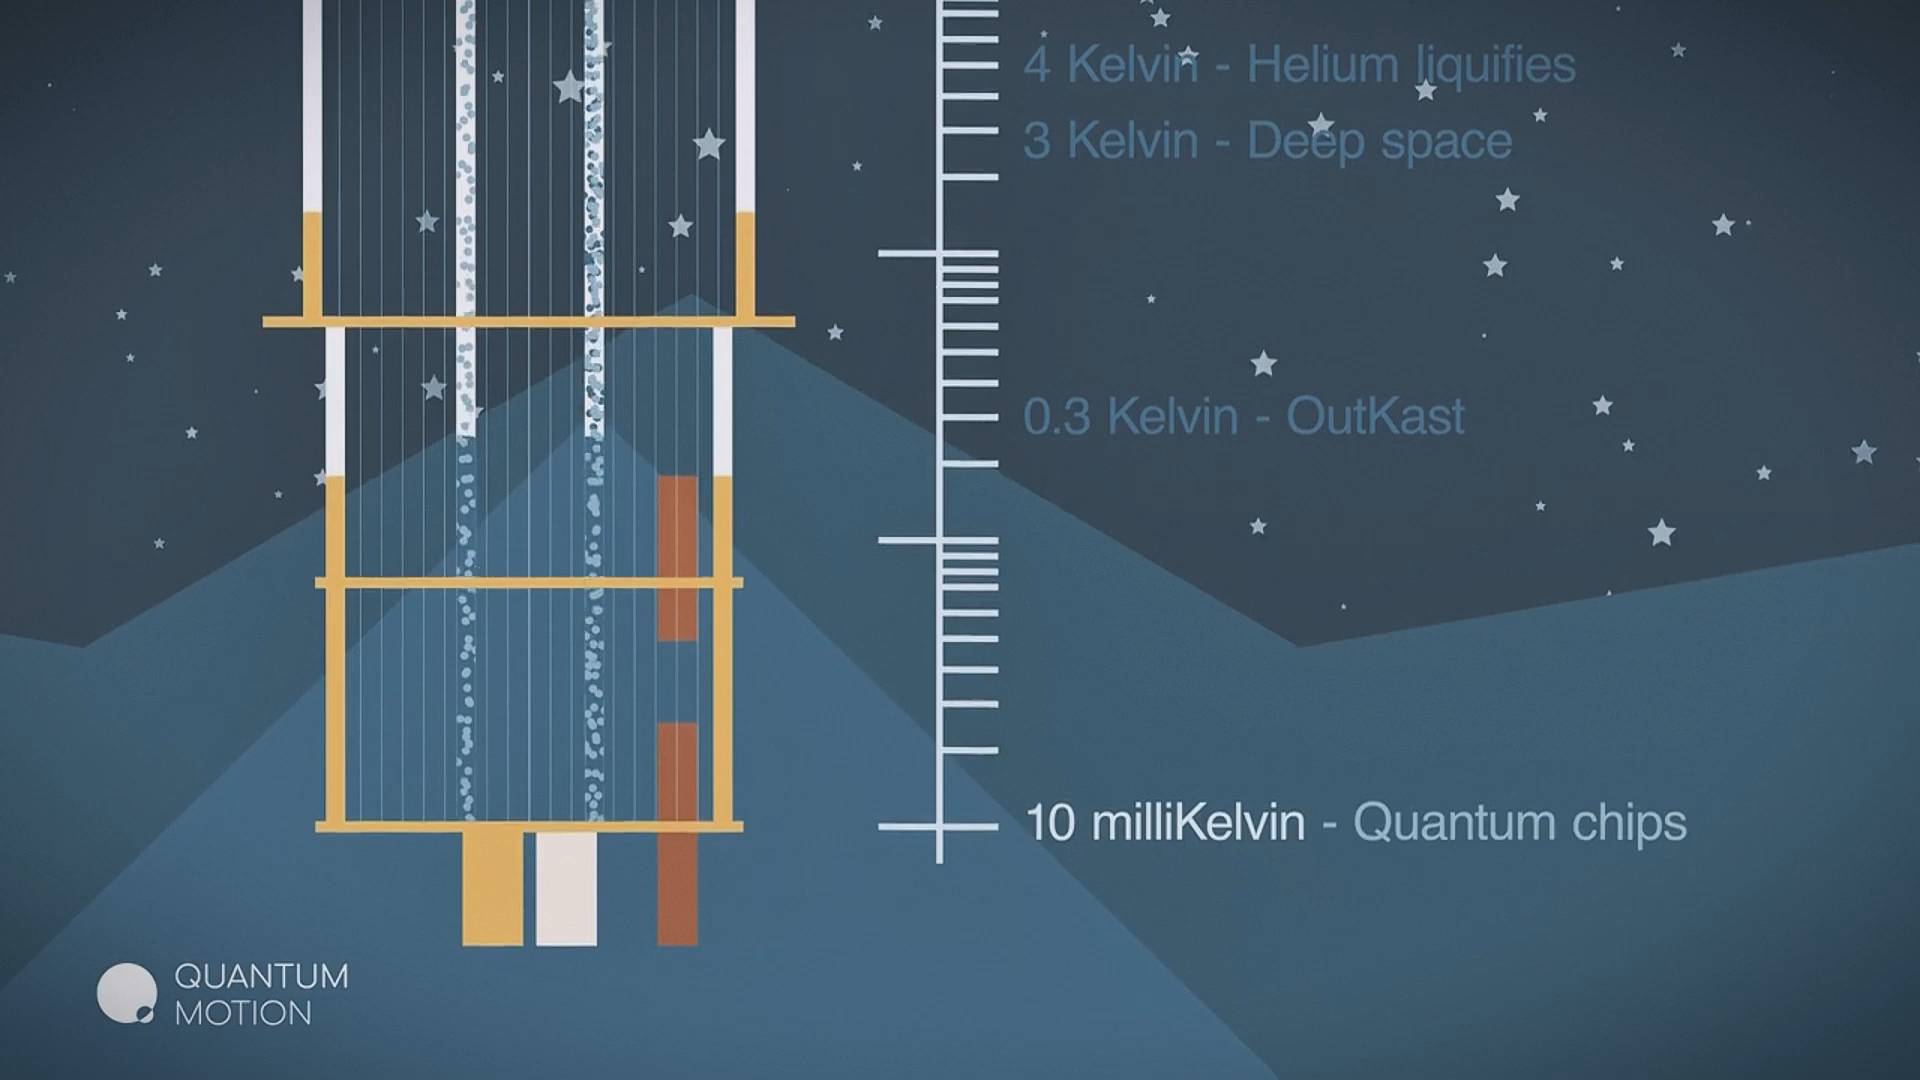 4 Kelvin - Helium liquifies
3 Kelvin - Deep space
0.3 Kelvin - OutKast
10 milliKelvin - Quantum chips
QUANTUM
MOTION